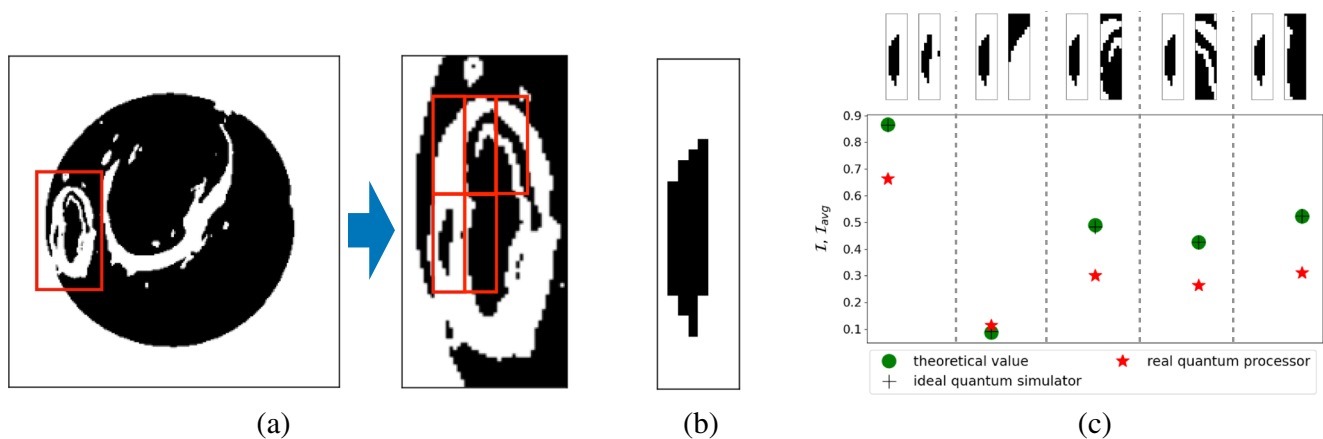 0.9
0.8
0.7
0.6
0.5
0.4
0.3
0.2
0.1
𝓘, 𝓘avg
theoretical value
real quantum processor
ideal quantum simulator
(a)
(b)
(c)